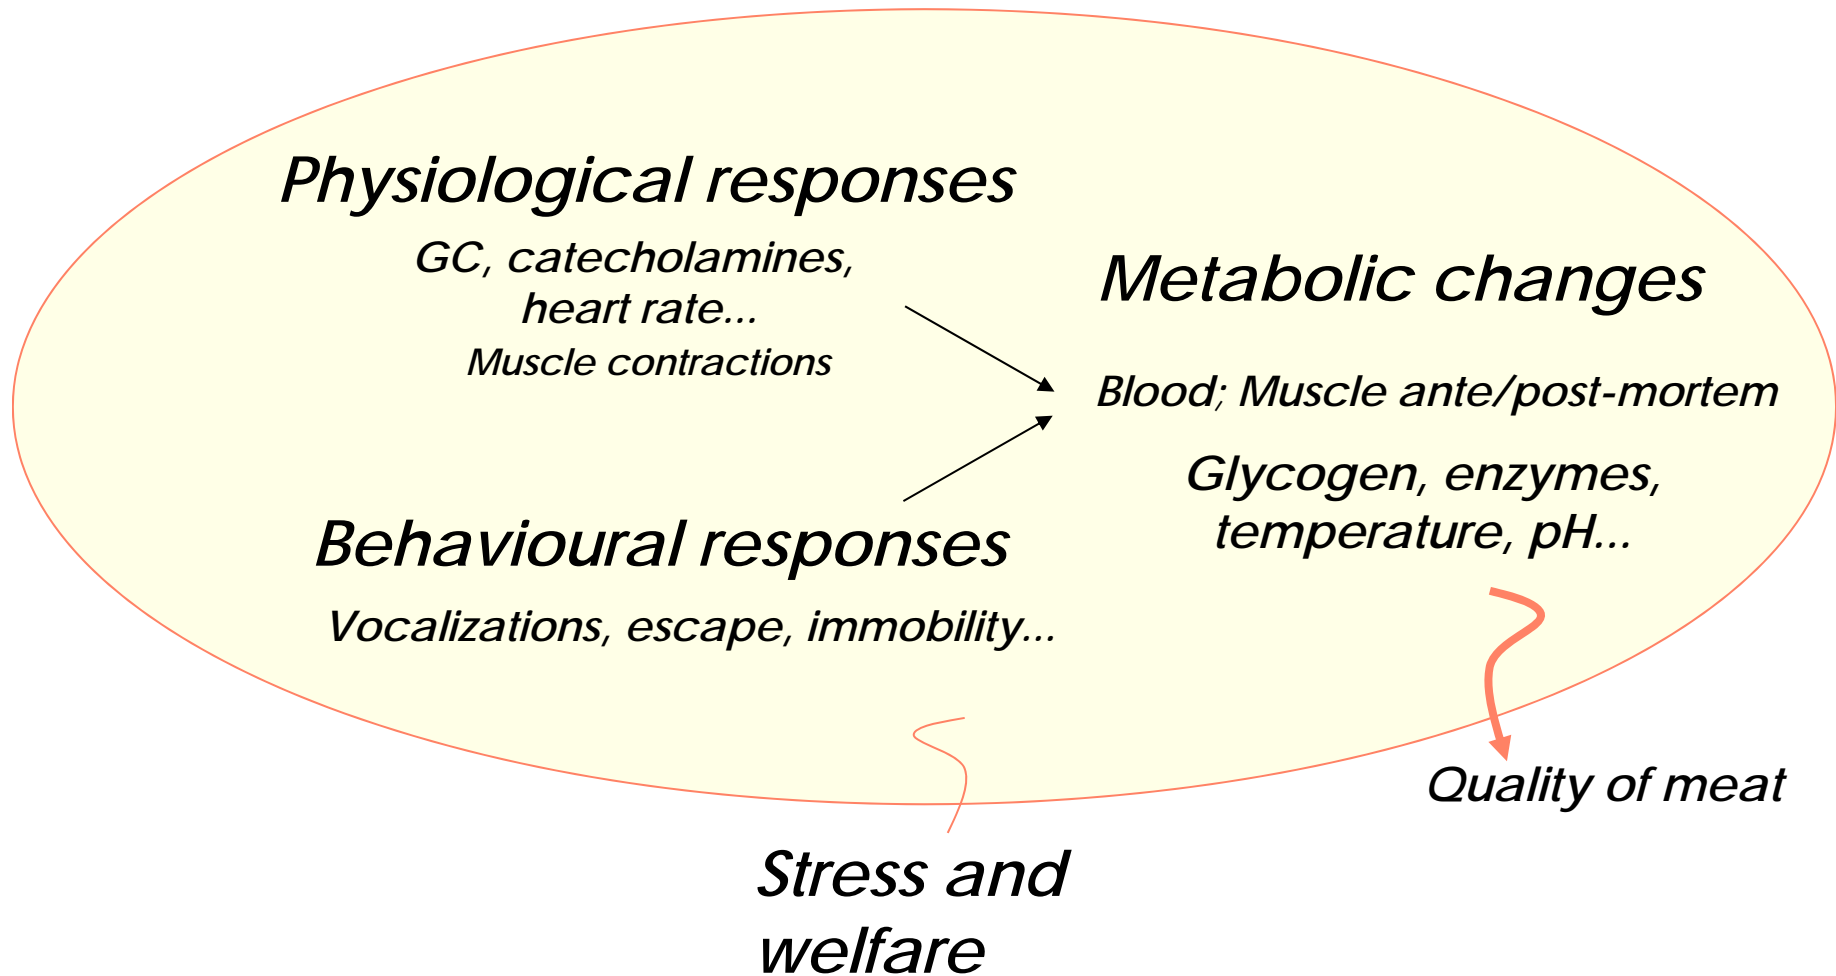 Physiological responses
GC, catecholamines,
heart rate...
Muscle contractions
Metabolic changes
Blood; Muscle ante/post-mortem
Glycogen, enzymes,
temperature, pH...
Behavioural responses
Vocalizations, escape, immobility...
Quality of meat
Stress and
welfare